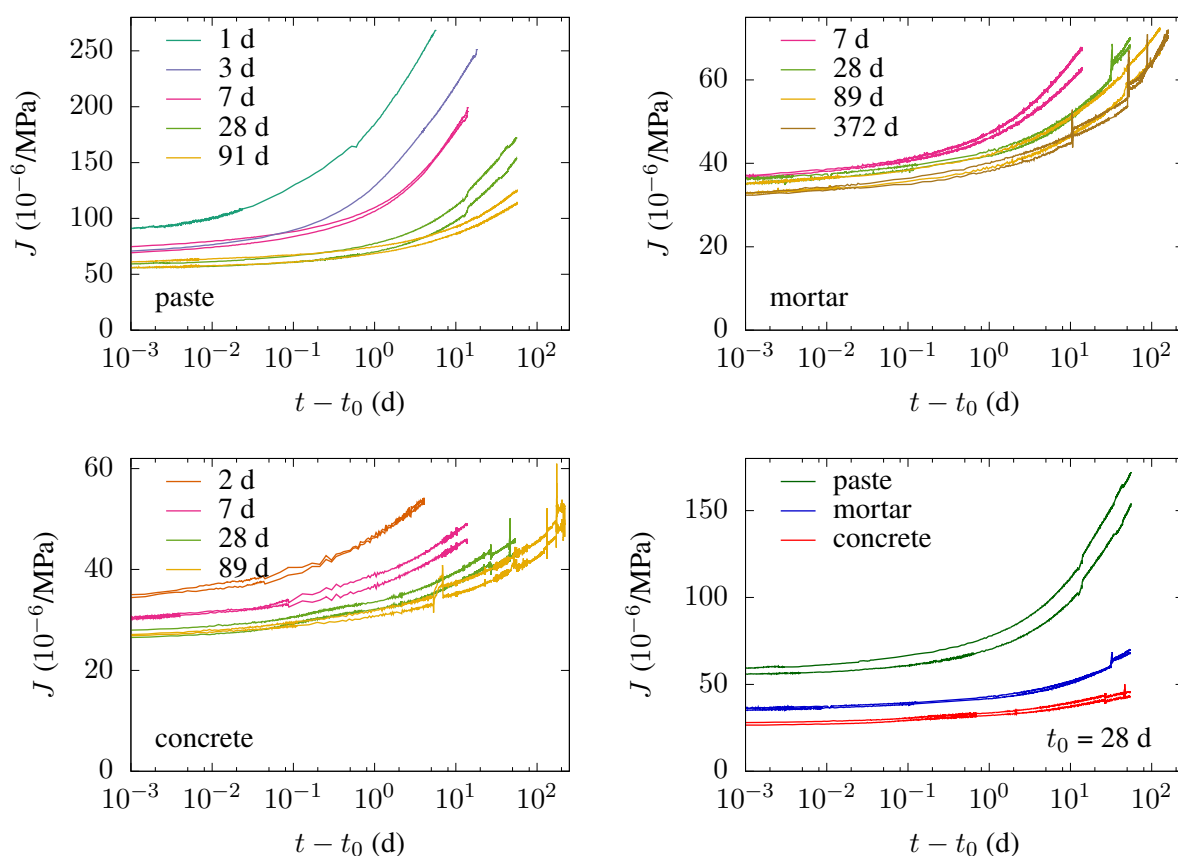 J (10⁻⁶/MPa)
250
200
150
100
50
0
1 d
3 d
7 d
28 d
91 d
paste
10⁻³ 10⁻² 10⁻¹ 10⁰ 10¹ 10²
t − t₀ (d)
J (10⁻⁶/MPa)
60
40
20
0
7 d
28 d
89 d
372 d
mortar
10⁻³ 10⁻² 10⁻¹ 10⁰ 10¹ 10²
t − t₀ (d)
J (10⁻⁶/MPa)
60
40
20
0
2 d
7 d
28 d
89 d
concrete
10⁻³ 10⁻² 10⁻¹ 10⁰ 10¹ 10²
t − t₀ (d)
J (10⁻⁶/MPa)
150
100
50
0
paste
mortar
concrete
t₀ = 28 d
10⁻³ 10⁻² 10⁻¹ 10⁰ 10¹ 10²
t − t₀ (d)